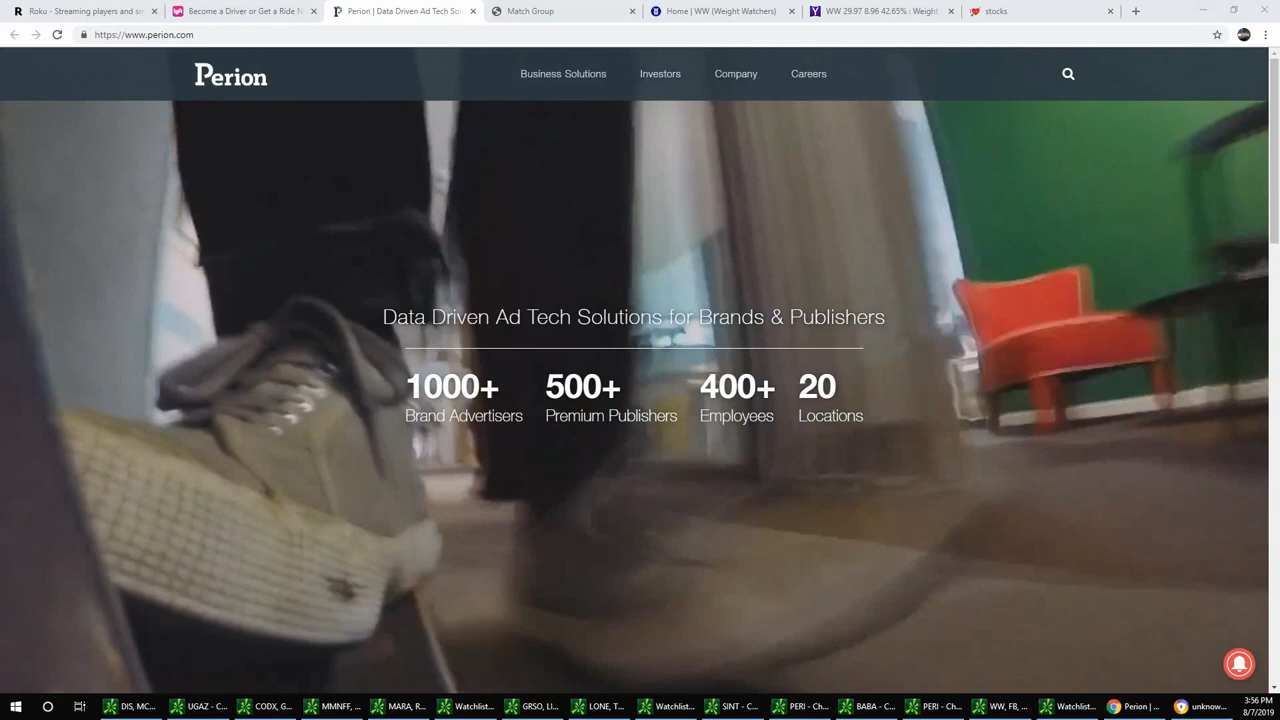 Roku - Streaming players and sm
Become a Driver or Get a Ride N
Perion | Data Driven Ad Tech Sol
Match Group
Home | WW (Weight Watchers)
WW 29.97 8.96 42.65% : Weight
stocks
https://www.perion.com
Perion
Business Solutions
Investors
Company
Careers
Data Driven Ad Tech Solutions for Brands & Publishers
1000+
Brand Advertisers
500+
Premium Publishers
400+
Employees
20
Locations
DIS, MC...
UGAZ - C...
CODX, G...
MMNFF, ...
MARA, R...
Watchlist...
GRSO, LI...
LONE, T...
Watchlist...
SINT - C...
PERI - Ch...
BABA - C...
PERI - Ch...
WW, FB, ...
Watchlist...
Perion | ...
unknow...
3:56 PM
8/7/2019